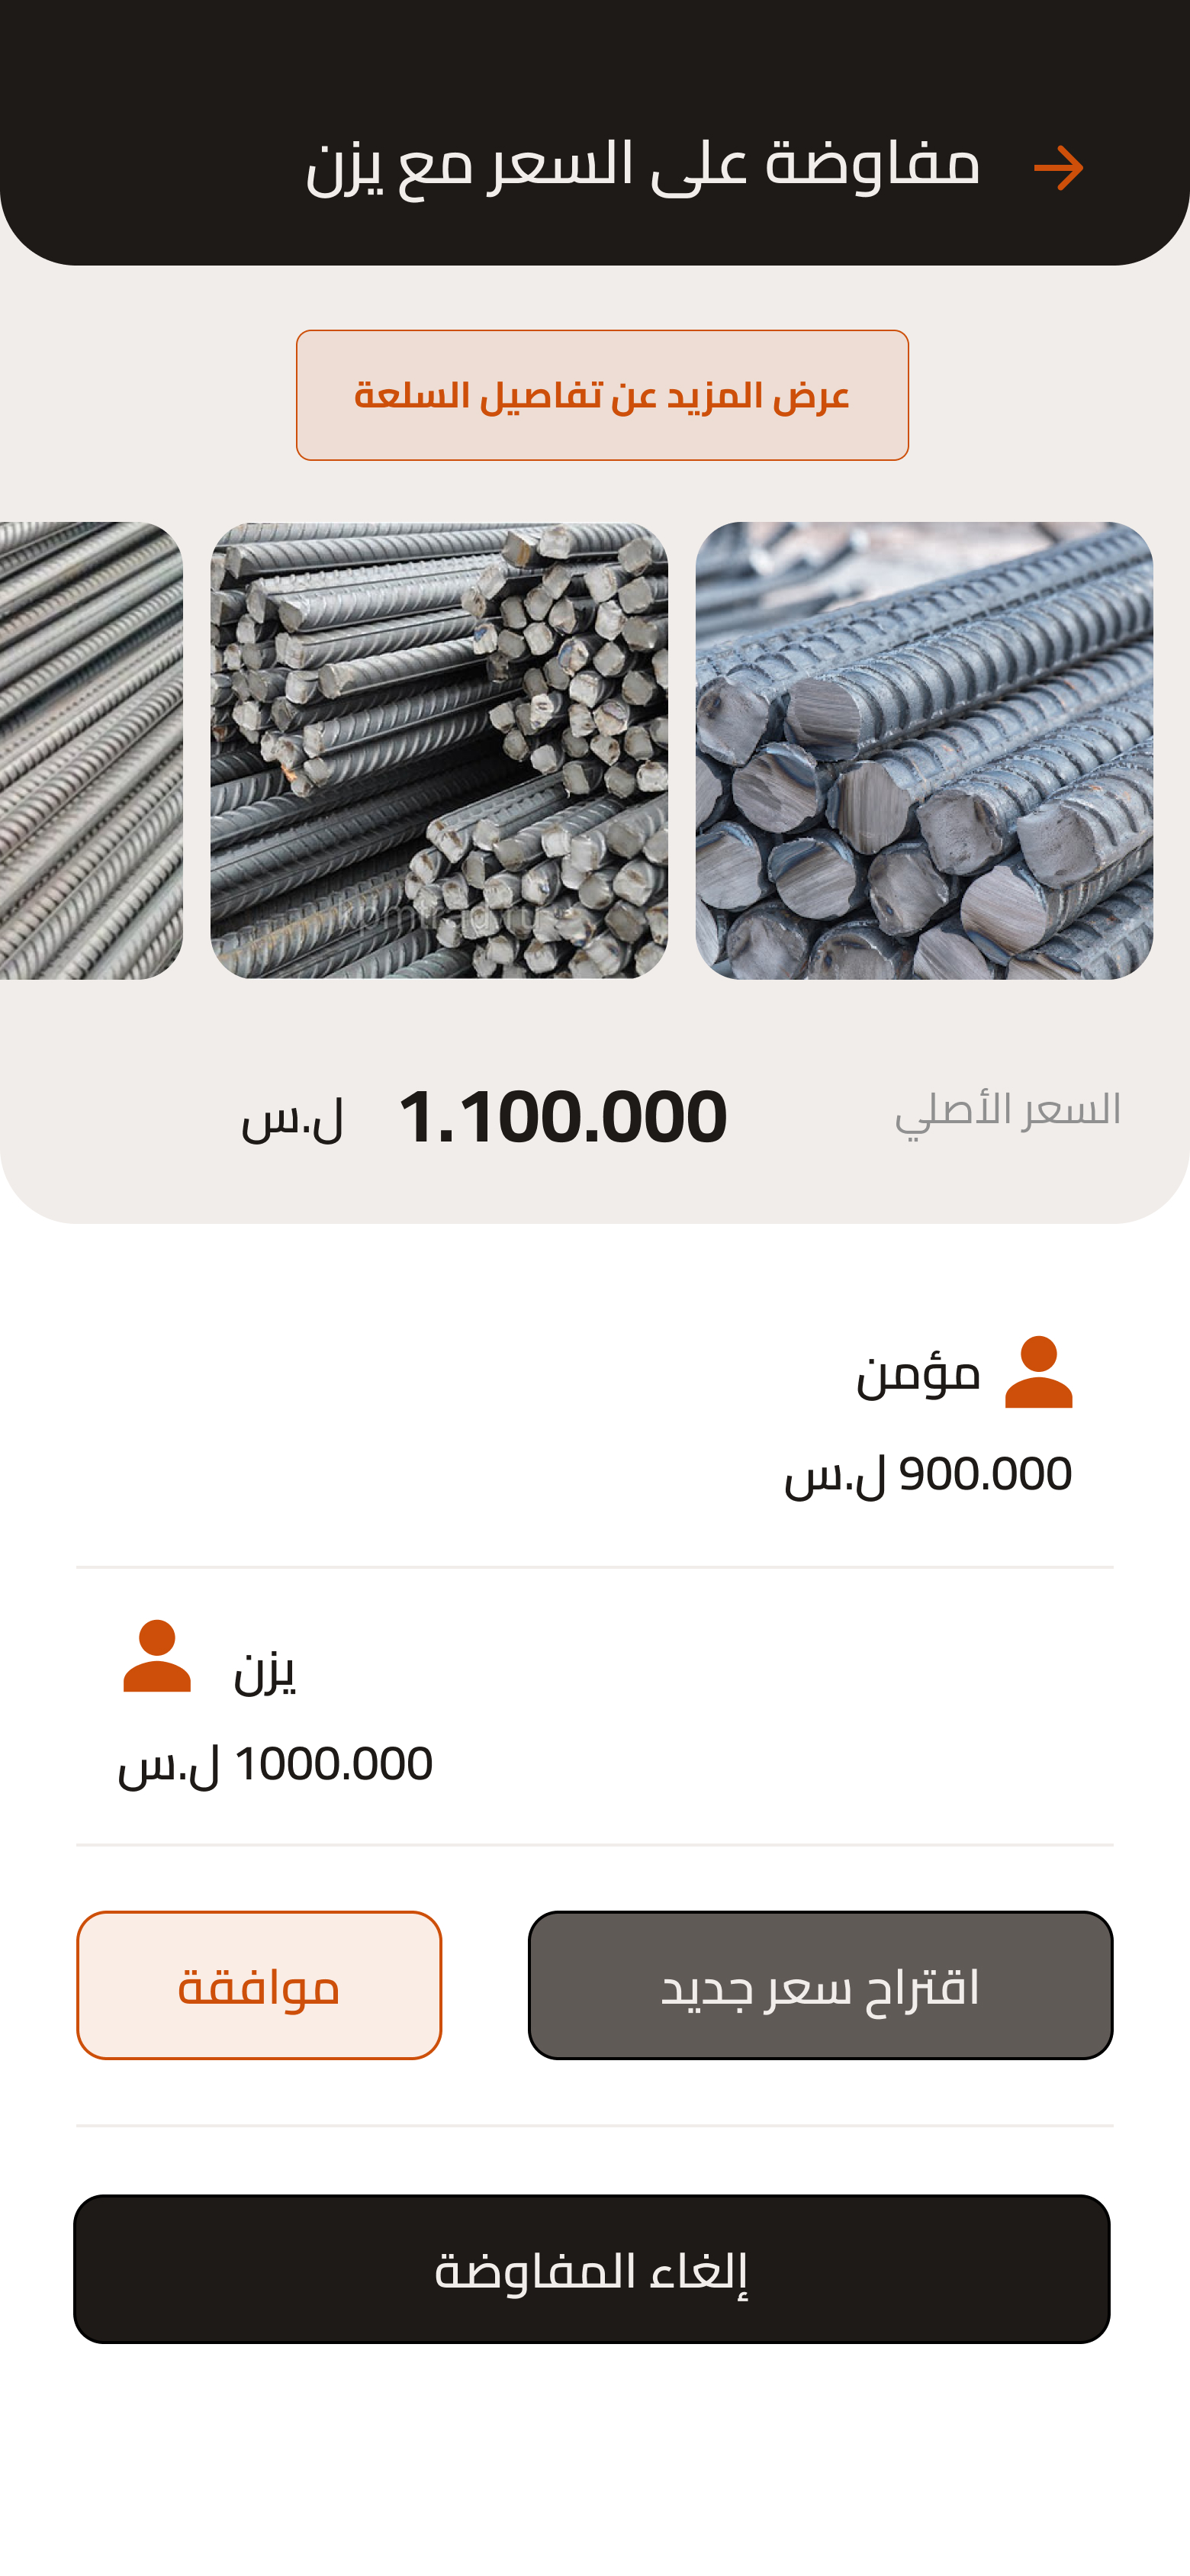 مفاوضة على السعر مع يزن
عرض المزيد عن تفاصيل السلعة
السعر الأصلي 1.100.000 ل.س
مؤمن
900.000 ل.س
يزن
1000.000 ل.س
اقتراح سعر جديد
موافقة
إلغاء المفاوضة